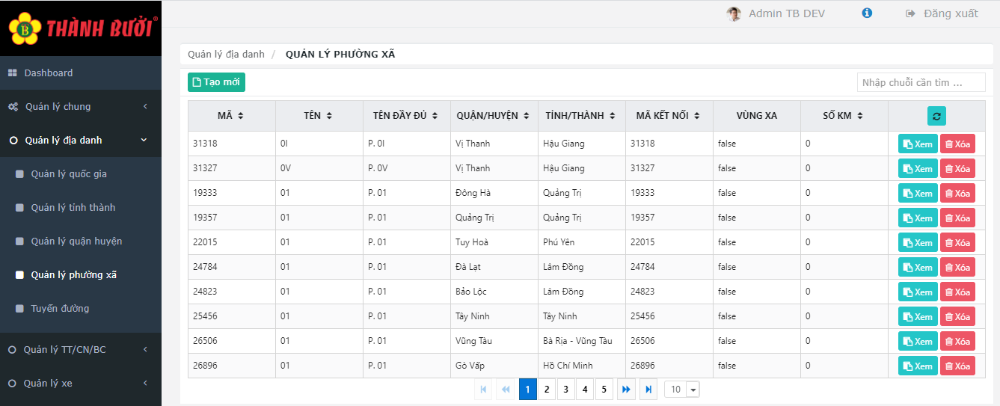 THÀNH BƯỞI®
Admin TB DEV
Đăng xuất
Dashboard
Quản lý chung
Quản lý địa danh
Quản lý quốc gia
Quản lý tỉnh thành
Quản lý quận huyện
Quản lý phường xã
Tuyến đường
Quản lý TT/CN/BC
Quản lý xe
Quản lý địa danh / QUẢN LÝ PHƯỜNG XÃ
Tạo mới
Nhập chuỗi cần tìm ...
MÃ TÊN TÊN ĐẦY ĐỦ QUẬN/HUYỆN TỈNH/THÀNH MÃ KẾT NỐI VÙNG XA SỐ KM
31318 0I P. 0I Vị Thanh Hậu Giang 31318 false 0 Xem Xóa
31327 0V P. 0V Vị Thanh Hậu Giang 31327 false 0 Xem Xóa
19333 01 P. 01 Đông Hà Quảng Trị 19333 false 0 Xem Xóa
19357 01 P. 01 Quảng Trị Quảng Trị 19357 false 0 Xem Xóa
22015 01 P. 01 Tuy Hoà Phú Yên 22015 false 0 Xem Xóa
24784 01 P. 01 Đà Lạt Lâm Đồng 24784 false 0 Xem Xóa
24823 01 P. 01 Bảo Lộc Lâm Đồng 24823 false 0 Xem Xóa
25456 01 P. 01 Tây Ninh Tây Ninh 25456 false 0 Xem Xóa
26506 01 P. 01 Vũng Tàu Bà Rịa - Vũng Tàu 26506 false 0 Xem Xóa
26896 01 P. 01 Gò Vấp Hồ Chí Minh 26896 false 0 Xem Xóa
1 2 3 4 5 10